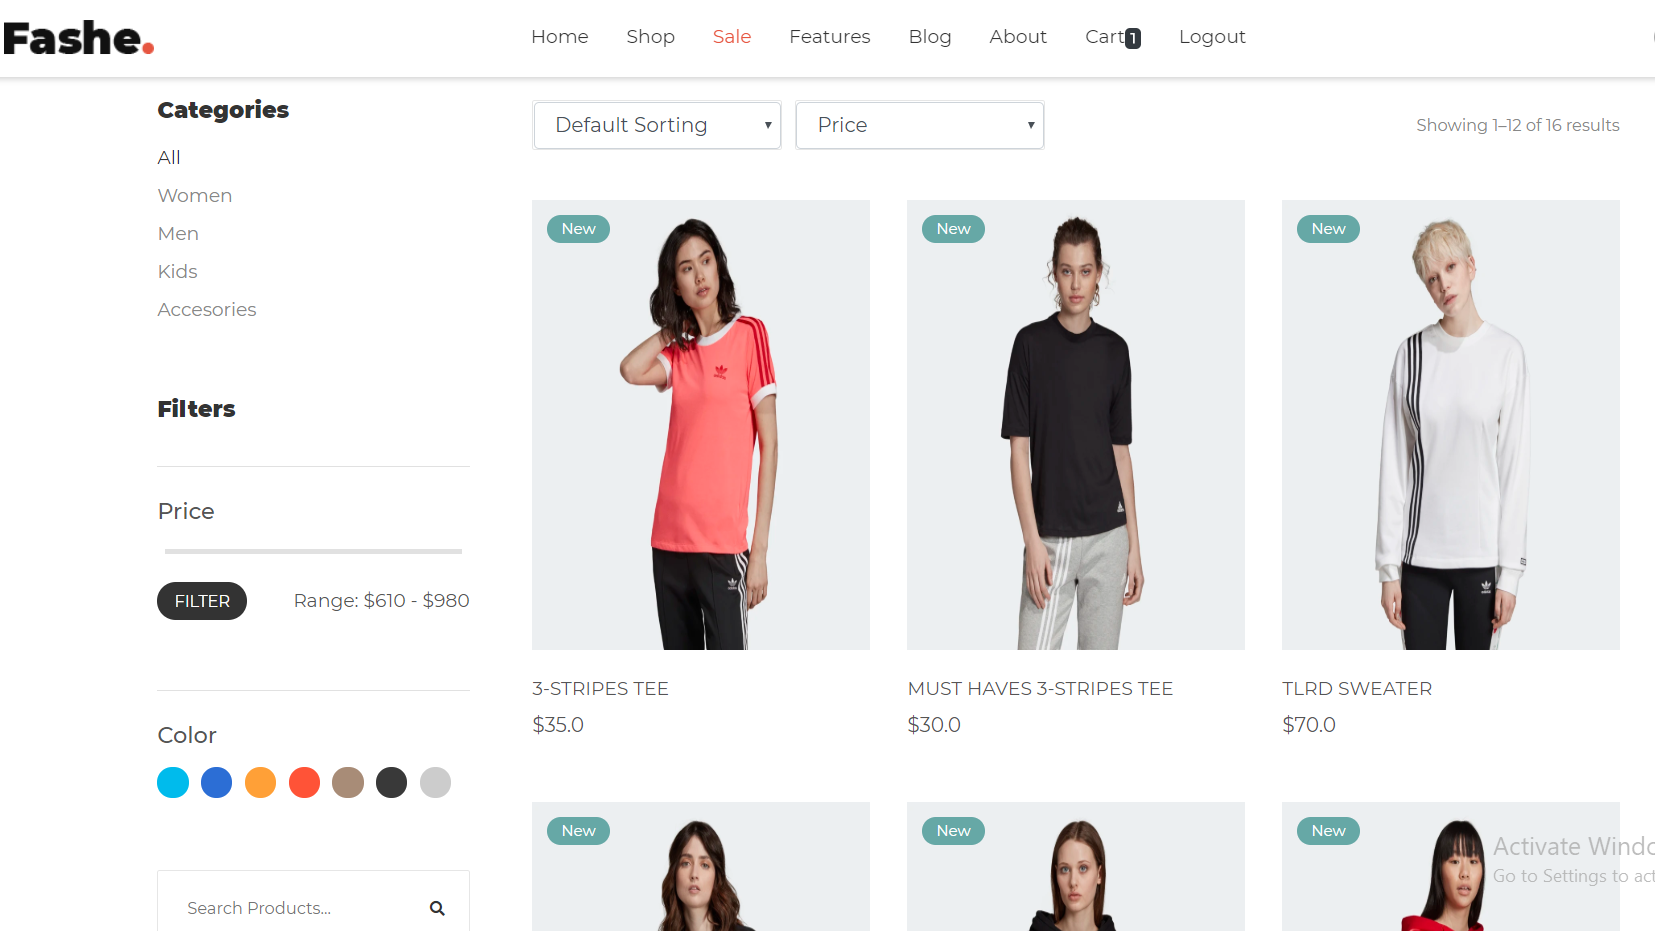 Fashe.
Home Shop Sale Features Blog About Cart1 Logout
Categories
All
Women
Men
Kids
Accesories
Filters
Price
FILTER Range: $610 - $980
Color
Search Products...
Default Sorting Price Showing 1–12 of 16 results
New New New
adidas
3-STRIPES TEE MUST HAVES 3-STRIPES TEE TLRD SWEATER
$35.0 $30.0 $70.0
New New New
Activate Windo
Go to Settings to act